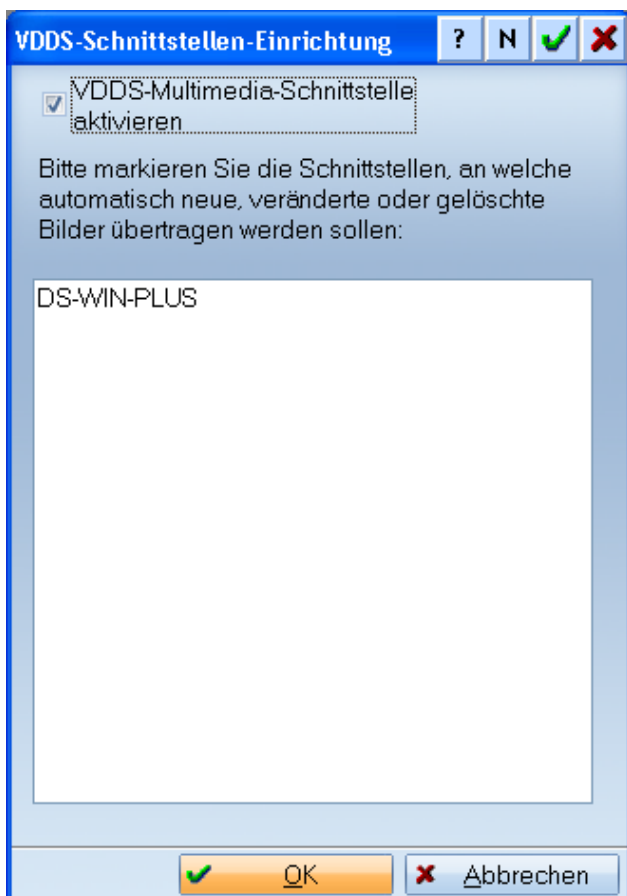 VDDS-Schnittstellen-Einrichtung ? N
VDDS-Multimedia-Schnittstelle
aktivieren
Bitte markieren Sie die Schnittstellen, an welche
automatisch neue, veränderte oder gelöschte
Bilder übertragen werden sollen:
DS-WIN-PLUS
OK Abbrechen